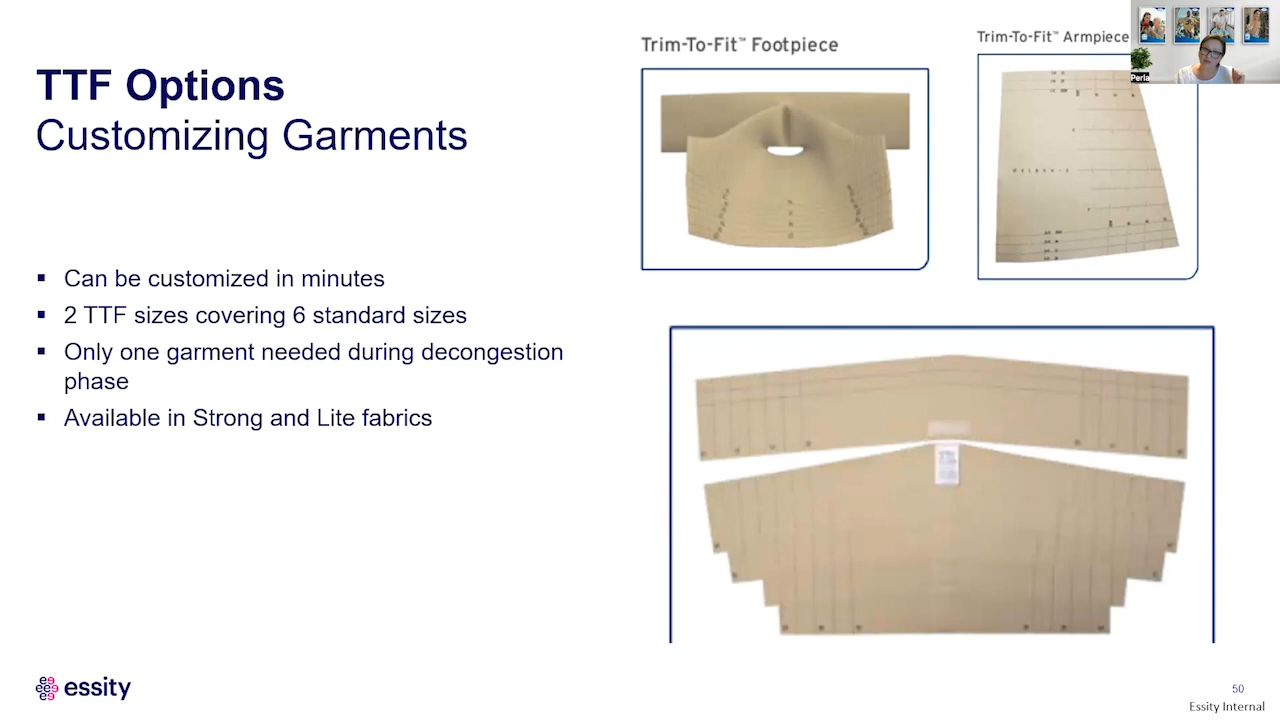 TTF Options
Customizing Garments
▪ Can be customized in minutes
▪ 2 TTF sizes covering 6 standard sizes
▪ Only one garment needed during decongestion
phase
▪ Available in Strong and Lite fabrics
Trim-To-Fit™ Footpiece
Trim-To-Fit™ Armpiece
Perla
essity
50
Essity Internal